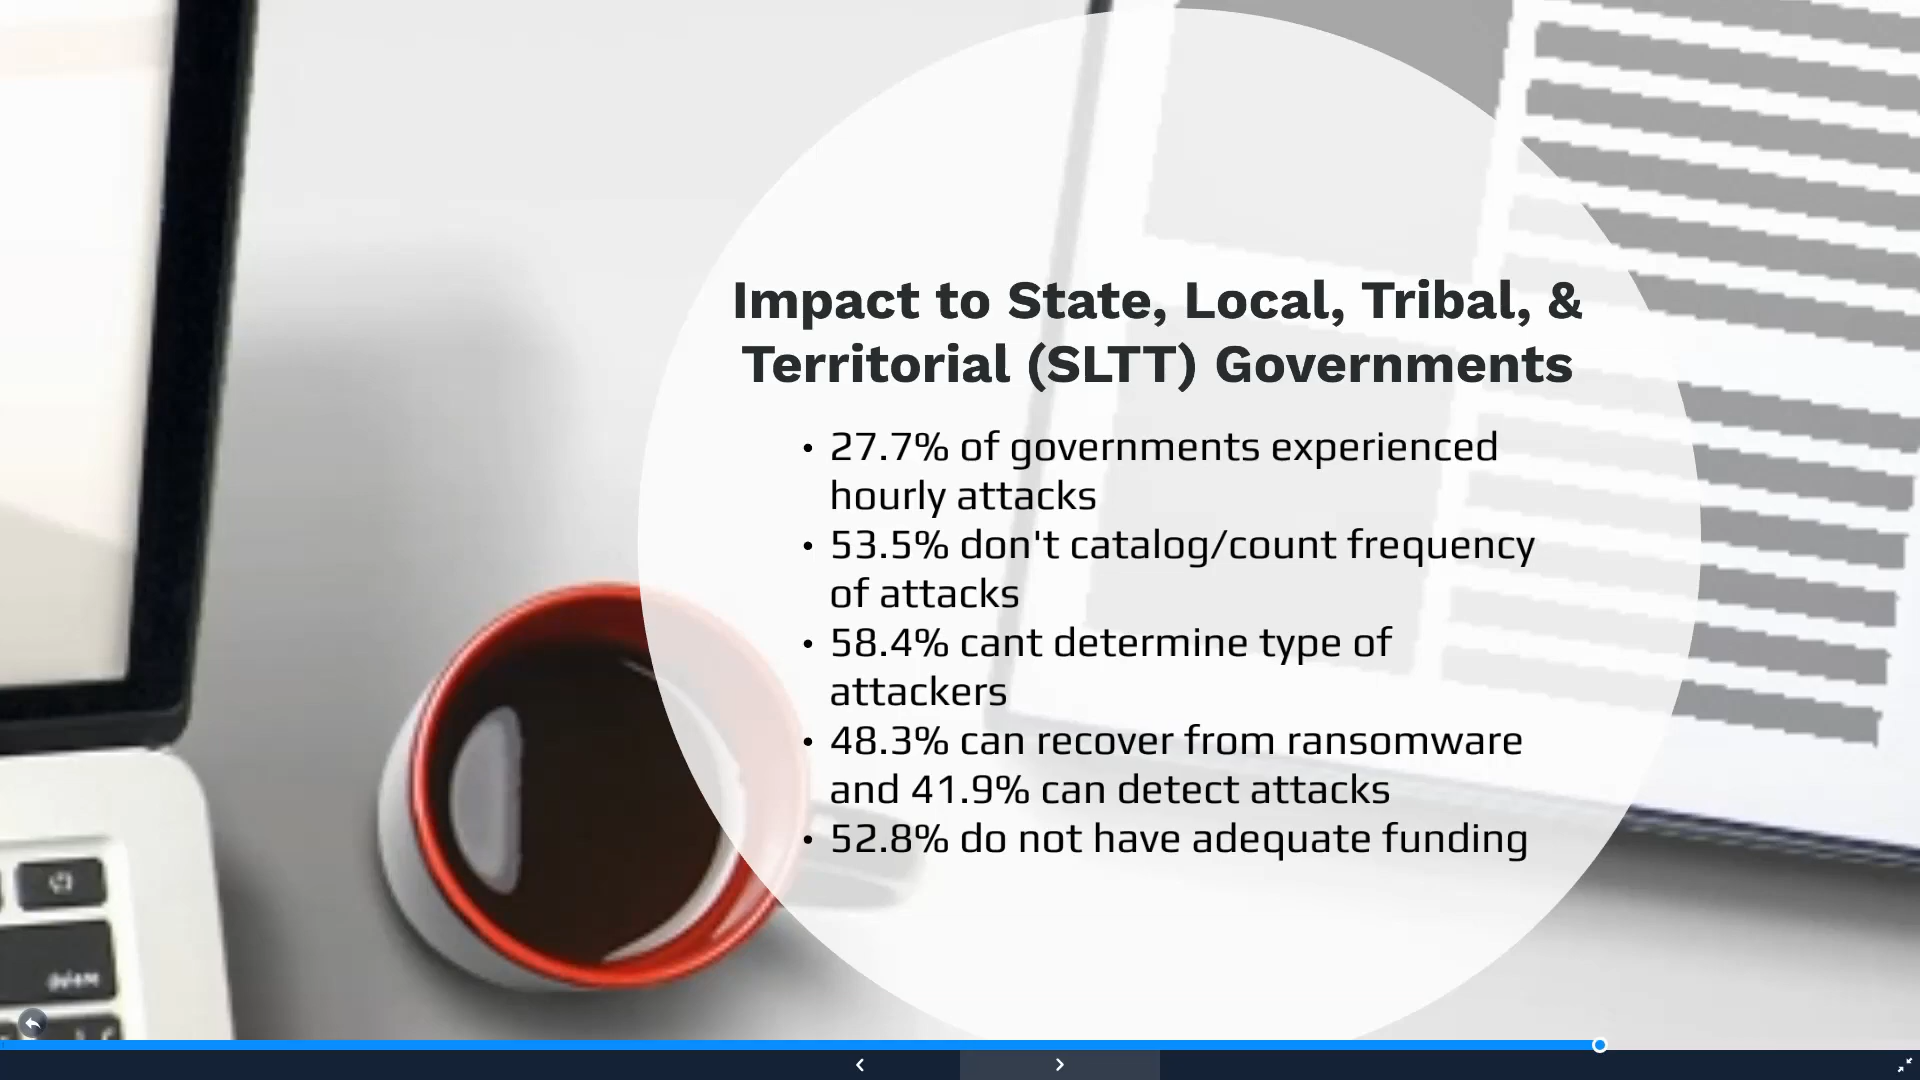 Impact to State, Local, Tribal, &
Territorial (SLTT) Governments
• 27.7% of governments experienced
hourly attacks
• 53.5% don't catalog/count frequency
of attacks
• 58.4% cant determine type of
attackers
• 48.3% can recover from ransomware
and 41.9% can detect attacks
• 52.8% do not have adequate funding